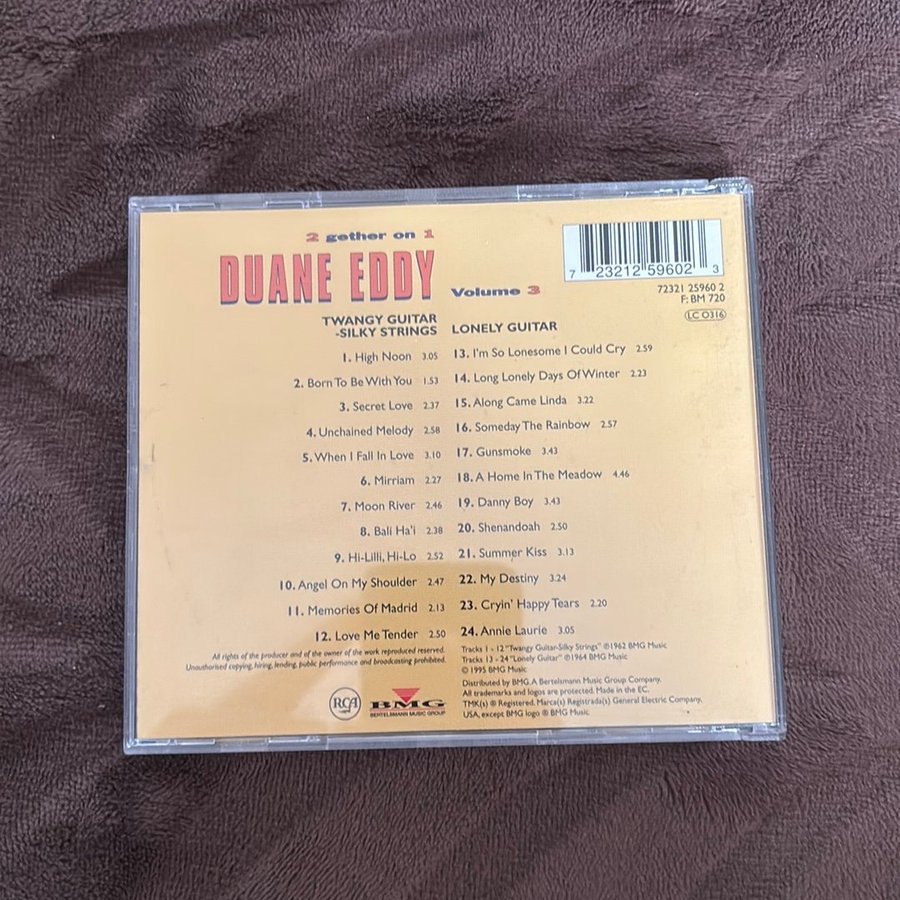 2 gether on 1
DUANE EDDY
Volume 3
7 23212 59602 3
72321 25960 2
F: BM 720
LC 0316
TWANGY GUITAR
-SILKY STRINGS
1. High Noon 3.05
2. Born To Be With You 1.53
3. Secret Love 2.37
4. Unchained Melody 2.58
5. When I Fall In Love 3.10
6. Mirriam 2.27
7. Moon River 2.46
8. Bali Ha'i 2.38
9. Hi-Lilli, Hi-Lo 2.52
10. Angel On My Shoulder 2.47
11. Memories Of Madrid 2.13
12. Love Me Tender 2.50
All rights of the producer and of the owner of the work reproduced reserved.
Unauthorised copying, hiring, lending, public performance and broadcasting prohibited.
RCA
BMG
BERTELSMANN MUSIC GROUP
LONELY GUITAR
13. I'm So Lonesome I Could Cry 2.59
14. Long Lonely Days Of Winter 2.23
15. Along Came Linda 3.22
16. Someday The Rainbow 2.57
17. Gunsmoke 3.43
18. A Home In The Meadow 4.46
19. Danny Boy 3.43
20. Shenandoah 2.50
21. Summer Kiss 3.13
22. My Destiny 3.24
23. Cryin' Happy Tears 2.20
24. Annie Laurie 3.05
Tracks 1 - 12 "Twangy Guitar-Silky Strings" ℗1962 BMG Music
Tracks 13 - 24 "Lonely Guitar" ℗1964 BMG Music
© 1995 BMG Music
Distributed by BMG. A Bertelsmann Music Group Company.
All trademarks and logos are protected. Made in the EC.
TMK(s) ® Registered. Marca(s) Registrada(s) General Electric Company,
USA, except BMG logo ® BMG Music.